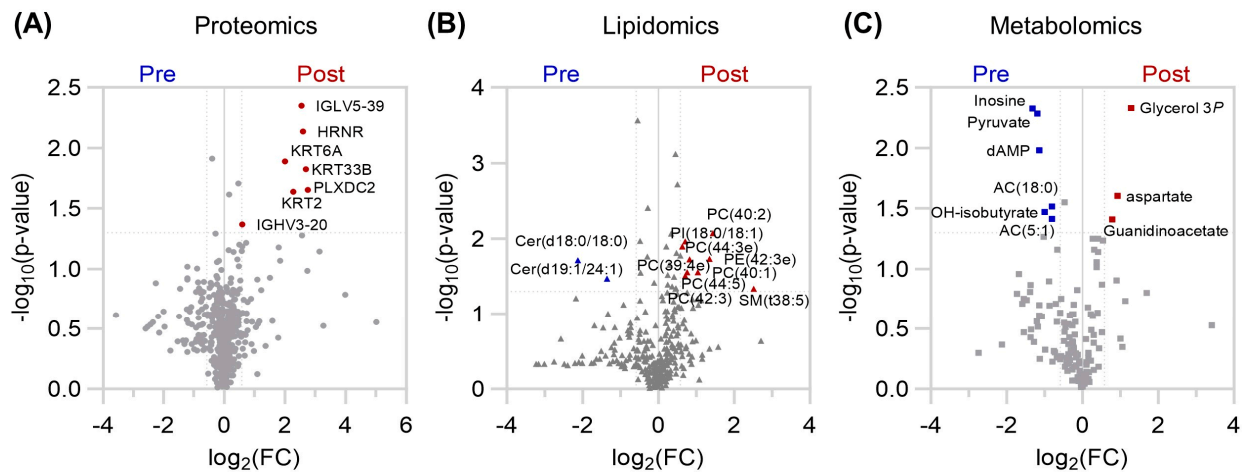 (A) Proteomics
Pre Post
2.5
2.0
1.5
1.0
0.5
0.0
-log10(p-value)
IGLV5-39
HRNR
KRT6A
KRT33B
PLXDC2
KRT2
IGHV3-20
-4 -2 0 2 4 6
log2(FC)
(B) Lipidomics
Pre Post
4
3
2
1
0
-log10(p-value)
PC(40:2)
PI(18:0/18:1)
Cer(d18:0/18:0)
PC(44:3e)
PE(42:3e)
PC(39:4e)
Cer(d19:1/24:1)
PC(40:1)
PC(44:5)
PC(42:3)
SM(t38:5)
-4 -2 0 2 4
log2(FC)
(C) Metabolomics
Pre Post
2.5
2.0
1.5
1.0
0.5
0.0
-log10(p-value)
Inosine
Glycerol 3P
Pyruvate
dAMP
AC(18:0)
aspartate
OH-isobutyrate
AC(5:1)
Guanidinoacetate
-4 -2 0 2 4
log2(FC)